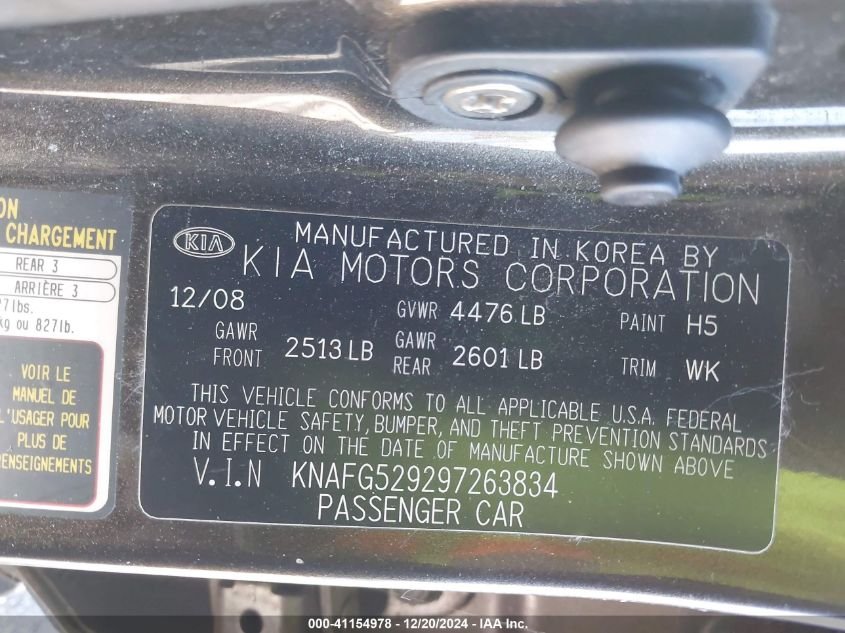 ON
CHARGEMENT
REAR 3
ARRIÈRE 3
7lbs.
kg ou 827lb.
VOIR LE
MANUEL DE
L'USAGER POUR
PLUS DE
RENSEIGNEMENTS
KIA
MANUFACTURED IN KOREA BY
KIA MOTORS CORPORATION
12/08 GVWR 4476 LB PAINT H5
GAWR FRONT 2513 LB GAWR REAR 2601 LB TRIM WK
THIS VEHICLE CONFORMS TO ALL APPLICABLE U.S.A. FEDERAL
MOTOR VEHICLE SAFETY, BUMPER, AND THEFT PREVENTION STANDARDS
IN EFFECT ON THE DATE OF MANUFACTURE SHOWN ABOVE
V.I.N KNAFG529297263834
PASSENGER CAR
000-41154978 - 12/20/2024 - IAA Inc.